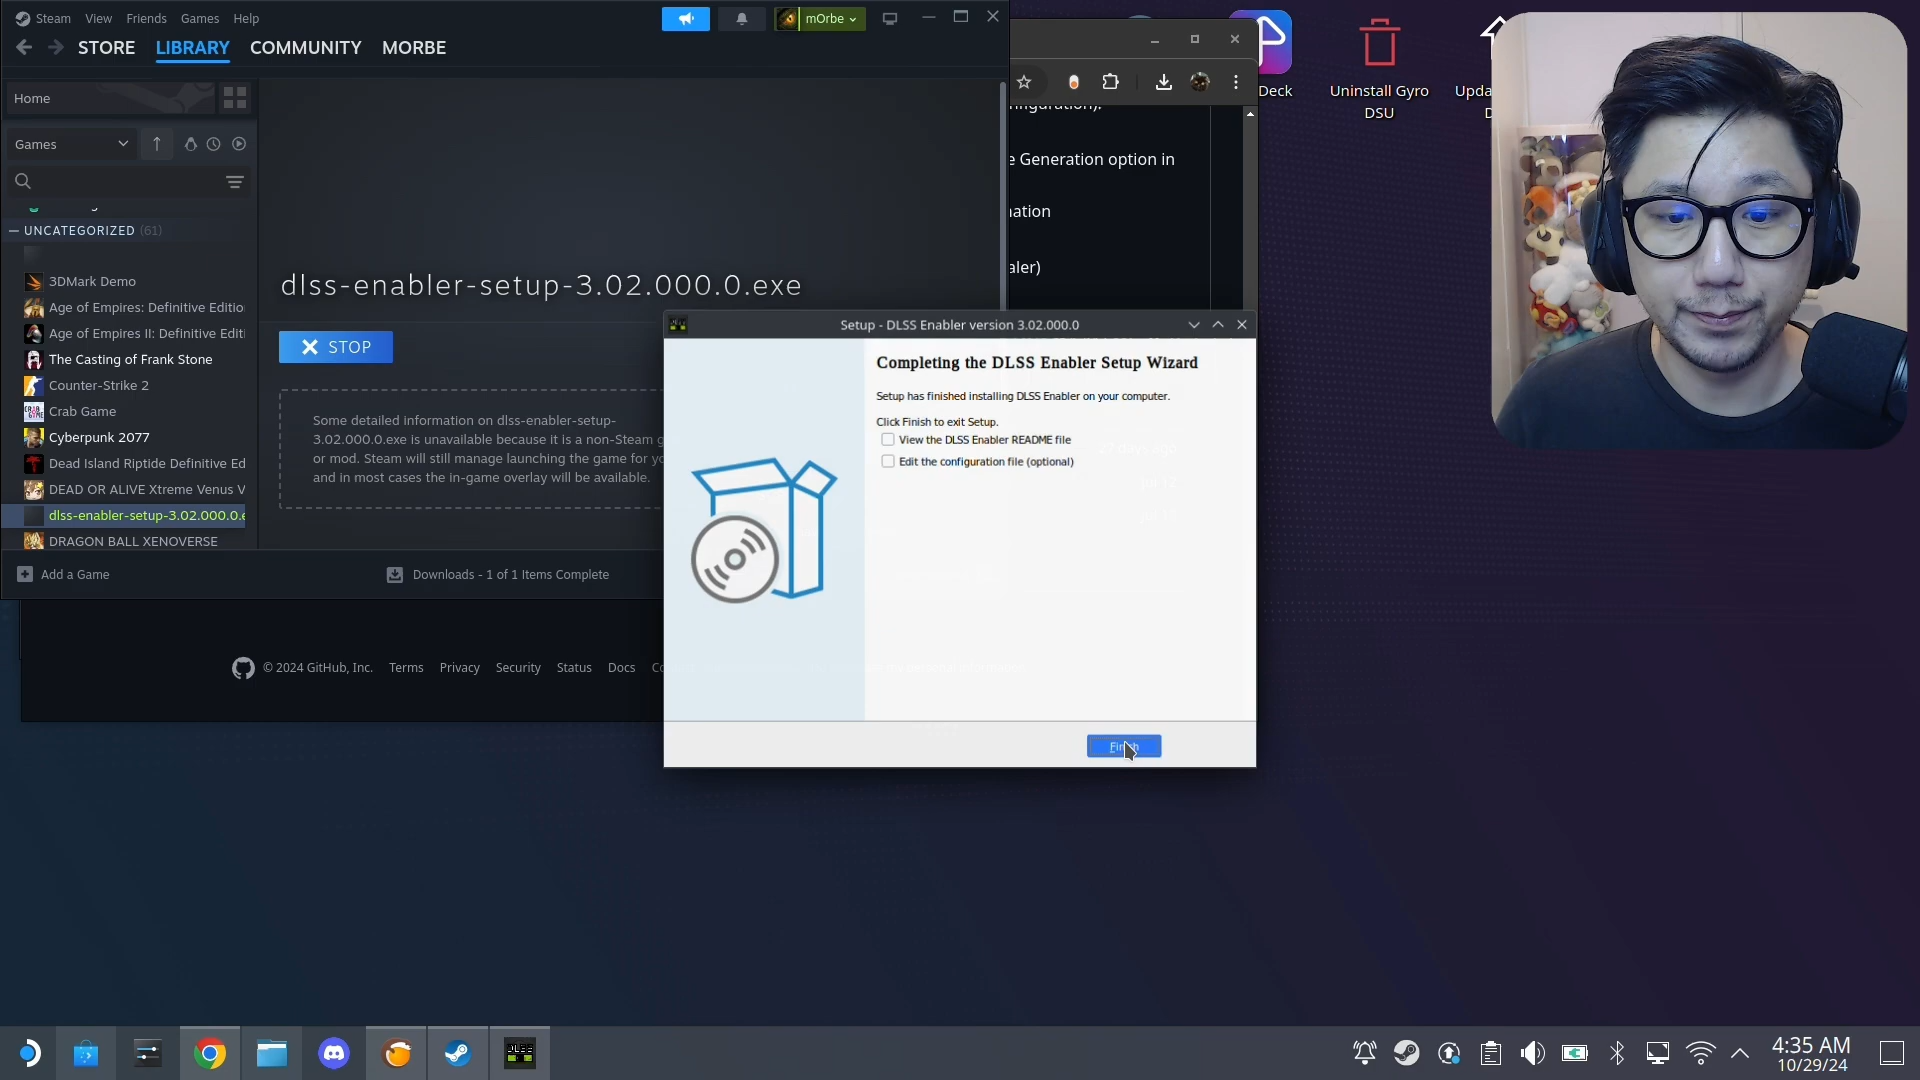 Steam View Friends Games Help
mOrbe
STORE LIBRARY COMMUNITY MORBE
Home
Games
UNCATEGORIZED (61)
3DMark Demo
Age of Empires: Definitive Editio
Age of Empires II: Definitive Edit
The Casting of Frank Stone
Counter-Strike 2
Crab Game
Cyberpunk 2077
Dead Island Riptide Definitive Ed
DEAD OR ALIVE Xtreme Venus V
dlss-enabler-setup-3.02.000.0.e
DRAGON BALL XENOVERSE
Add a Game
Downloads - 1 of 1 Items Complete
dlss-enabler-setup-3.02.000.0.exe
STOP
Some detailed information on dlss-enabler-setup-
3.02.000.0.exe is unavailable because it is a non-Steam g
or mod. Steam will still manage launching the game for yo
and in most cases the in-game overlay will be available.
e Generation option in
nation
aler)
Setup - DLSS Enabler version 3.02.000.0
Completing the DLSS Enabler Setup Wizard
Setup has finished installing DLSS Enabler on your computer.
Click Finish to exit Setup.
View the DLSS Enabler README file
Edit the configuration file (optional)
Finish
© 2024 GitHub, Inc. Terms Privacy Security Status Docs
Deck
Uninstall Gyro
DSU
Upda
D
DLSS
4:35 AM
10/29/24